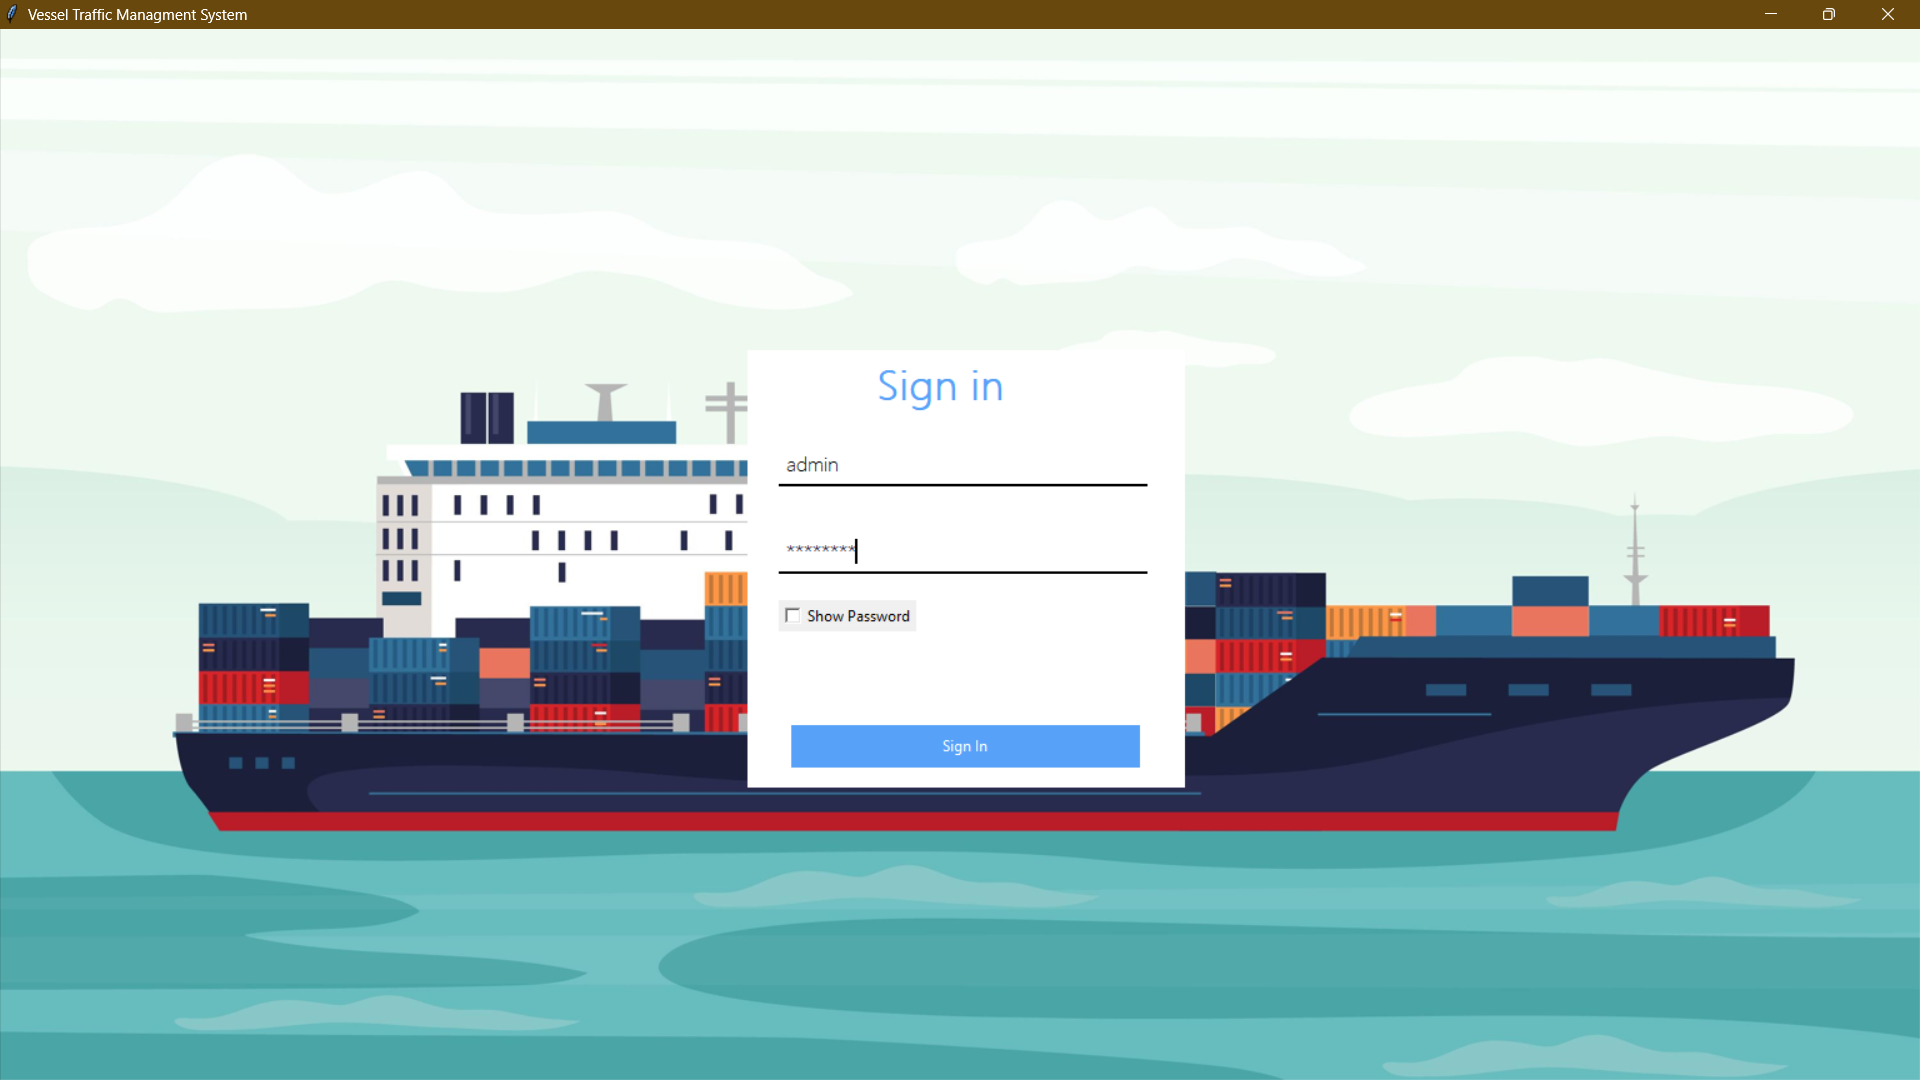 Vessel Traffic Managment System
Sign in
admin
********
Show Password
Sign In